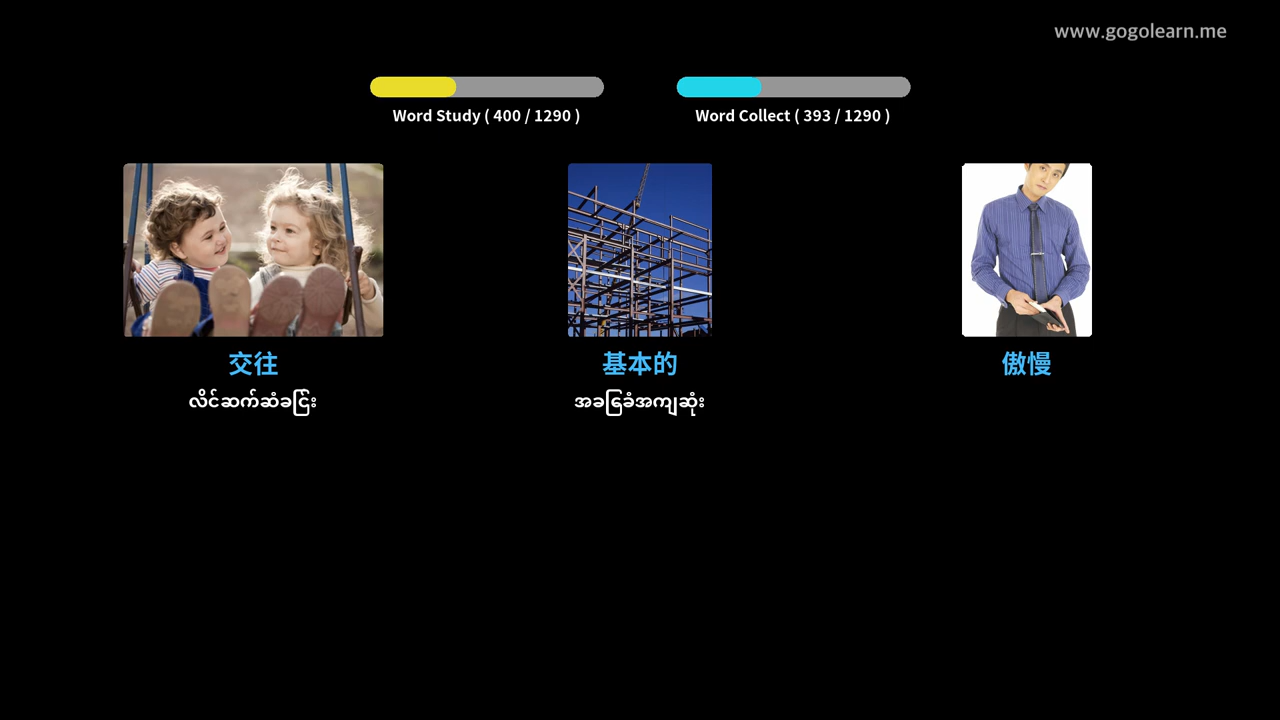 www.gogolearn.me
Word Study ( 400 / 1290 )
Word Collect ( 393 / 1290 )
交往
基本的
傲慢
လိင်ဆက်ဆံခြင်း
အခြေခံအကျဆုံး